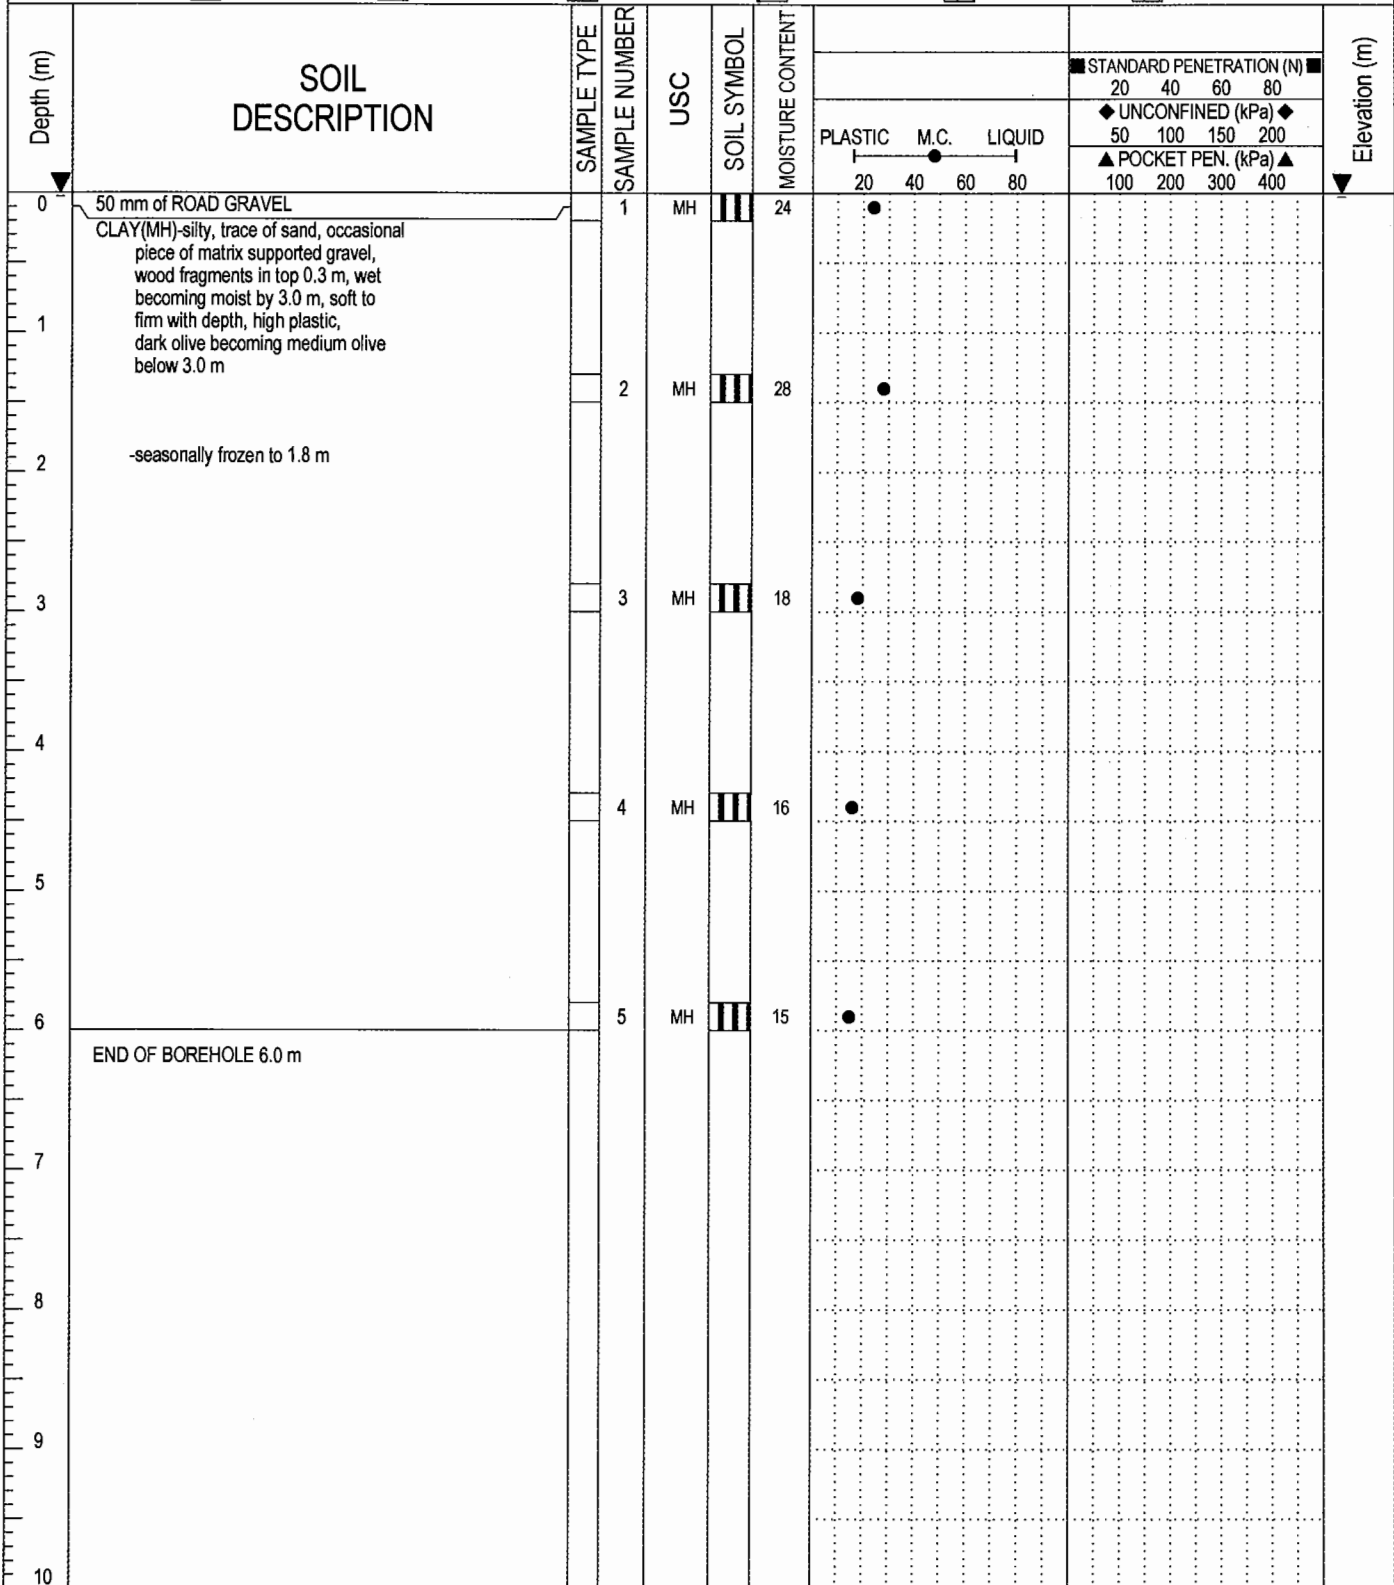 Depth (m)
SOIL
DESCRIPTION
SAMPLE TYPE
SAMPLE NUMBER
USC
SOIL SYMBOL
MOISTURE CONTENT
PLASTIC M.C. LIQUID
20 40 60 80
■ STANDARD PENETRATION (N) ■
20 40 60 80
◆ UNCONFINED (kPa) ◆
50 100 150 200
▲ POCKET PEN. (kPa) ▲
100 200 300 400
Elevation (m)
0
50 mm of ROAD GRAVEL
1 MH 24
CLAY(MH)-silty, trace of sand, occasional
piece of matrix supported gravel,
wood fragments in top 0.3 m, wet
becoming moist by 3.0 m, soft to
firm with depth, high plastic,
1
dark olive becoming medium olive
below 3.0 m
2 MH 28
-seasonally frozen to 1.8 m
2
3
3 MH 18
4
4 MH 16
5
6
5 MH 15
END OF BOREHOLE 6.0 m
7
8
9
10